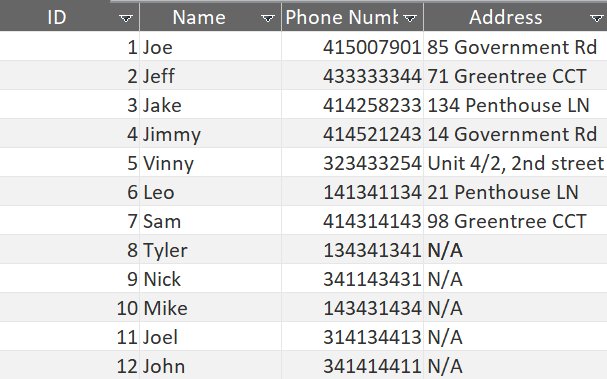 ID Name Phone Numb Address
1 Joe 415007901 85 Government Rd
2 Jeff 433333344 71 Greentree CCT
3 Jake 414258233 134 Penthouse LN
4 Jimmy 414521243 14 Government Rd
5 Vinny 323433254 Unit 4/2, 2nd street
6 Leo 141341134 21 Penthouse LN
7 Sam 414314143 98 Greentree CCT
8 Tyler 134341341 N/A
9 Nick 341143431 N/A
10 Mike 143431434 N/A
11 Joel 314134413 N/A
12 John 341414411 N/A